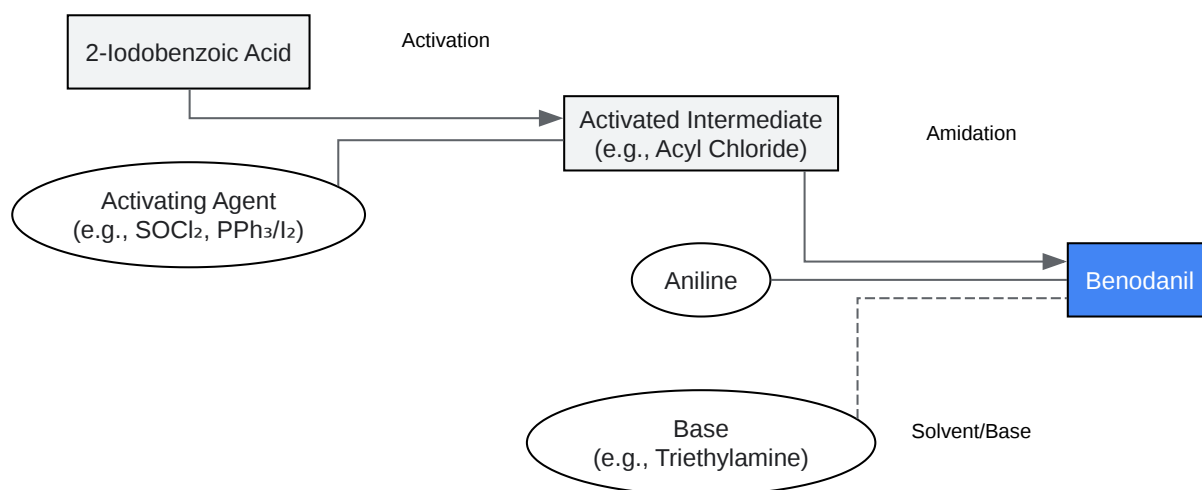 2-Iodobenzoic Acid
Activation
Activated Intermediate
(e.g., Acyl Chloride)
Amidation
Activating Agent
(e.g., SOCl₂, PPh₃/I₂)
Aniline
Benodanil
Base
(e.g., Triethylamine)
Solvent/Base